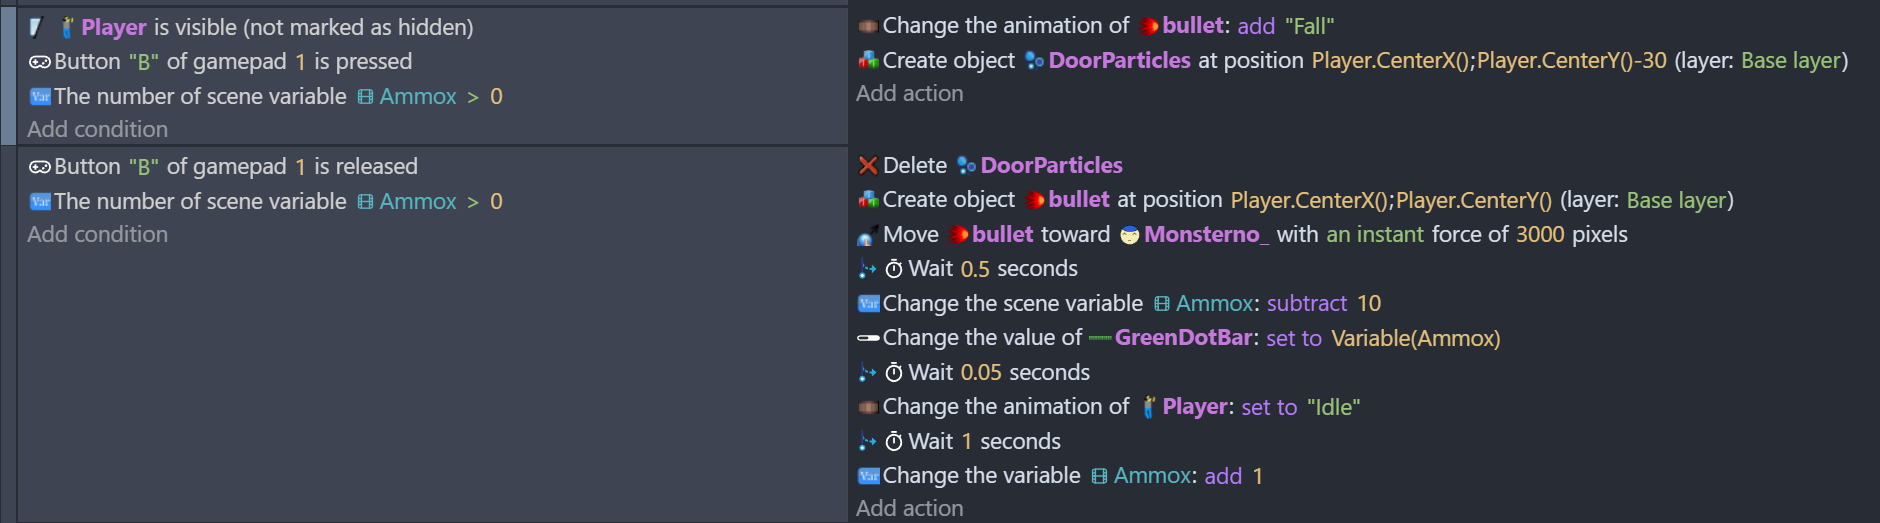 Player is visible (not marked as hidden)
Button "B" of gamepad 1 is pressed
Var The number of scene variable Ammox > 0
Add condition
Change the animation of bullet: add "Fall"
Create object DoorParticles at position Player.CenterX();Player.CenterY()-30 (layer: Base layer)
Add action
Button "B" of gamepad 1 is released
Var The number of scene variable Ammox > 0
Add condition
Delete DoorParticles
Create object bullet at position Player.CenterX();Player.CenterY() (layer: Base layer)
Move bullet toward Monsterno_ with an instant force of 3000 pixels
Wait 0.5 seconds
Var Change the scene variable Ammox: subtract 10
Change the value of GreenDotBar: set to Variable(Ammox)
Wait 0.05 seconds
Change the animation of Player: set to "Idle"
Wait 1 seconds
Var Change the variable Ammox: add 1
Add action